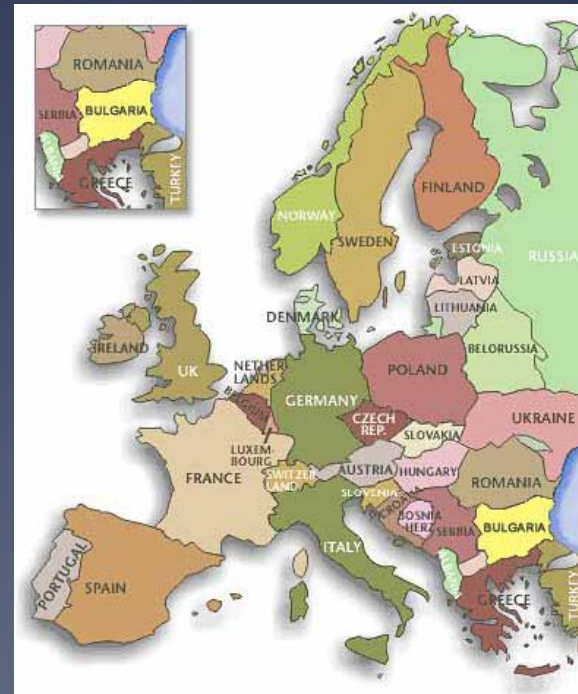 ROMANIA
SERBIA
BULGARIA
GREECE
TURKEY
FINLAND
NORWAY
SWEDEN
ESTONIA
RUSSIA
LATVIA
LITHUANIA
DENMARK
BELORUSSIA
IRELAND
UK
NETHER
LANDS
BELGIUM
GERMANY
POLAND
CZECH
REP.
UKRAINE
SLOVAKIA
LUXEM-
BOURG
FRANCE
SWITZER
LAND
AUSTRIA
HUNGARY
ROMANIA
SLOVENIA
CROATIA
BOSNIA
HERZ
SERBIA
BULGARIA
ITALY
PORTUGAL
SPAIN
GREECE
TURKEY